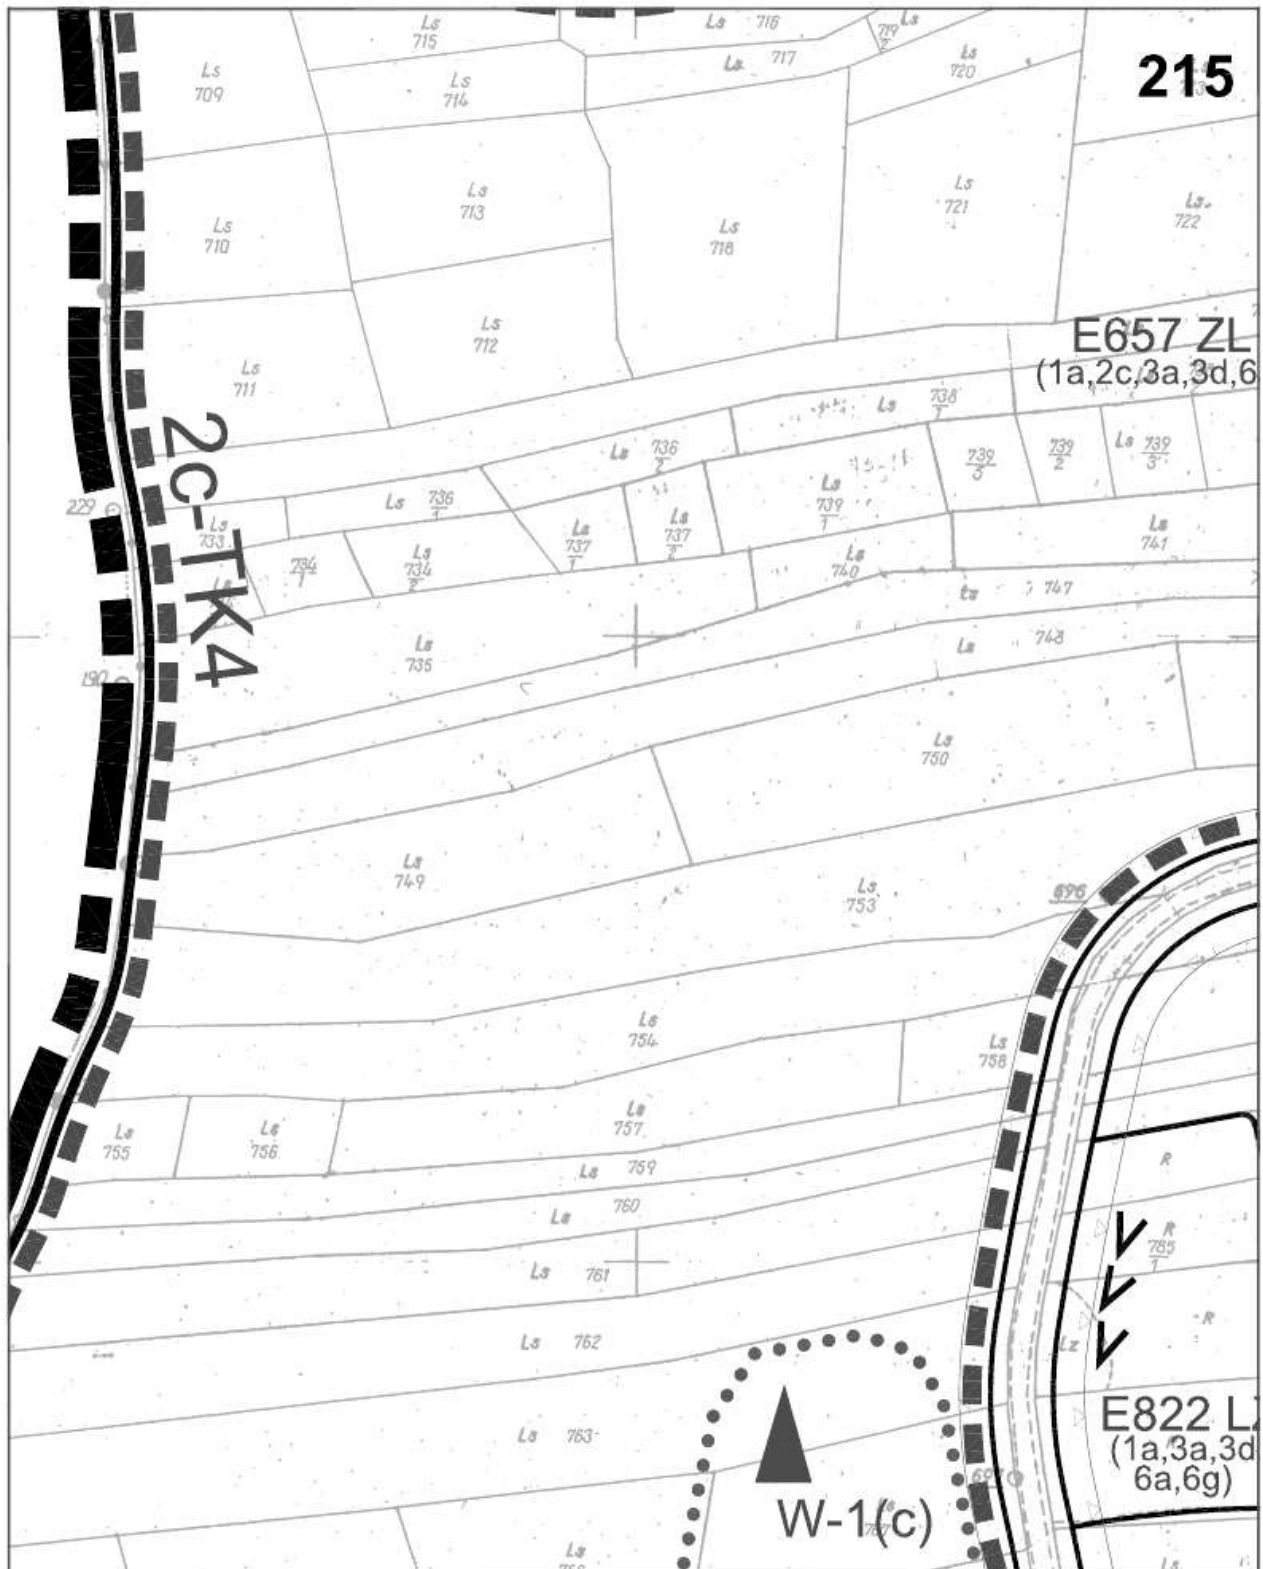 215
Ls
715
Ls 716
719
2
Ls
Ls 717
Ls
720
Ls
709
Ls
714
Ls
713
Ls
721
Ls.
722
Ls
710
Ls
718
Ls
712
E657 ZL
(1a,2c,3a,3d,6
Ls
711
2c-TK4
Ls 738
1
Ls 736
2
739
2
Ls 739
3
Ls
739
1
Ls 736
1
229
Ls
733
Ls
737
1
Ls
737
2
Ls
741
734
1
Ls
734
2
Ls
740
747
Ls
735
Ls 748
190
Ls
750
Ls
749
Ls
753
696
Ls
754
Ls
758
Ls
755
Ls
756
Ls
757
R
Ls 759
Ls 760
R
785
1
Ls 761
Ls 762
Lz
R
Ls 763
E822 LZ
(1a,3a,3d
6a,6g)
W-1(c)
Ls
Ls